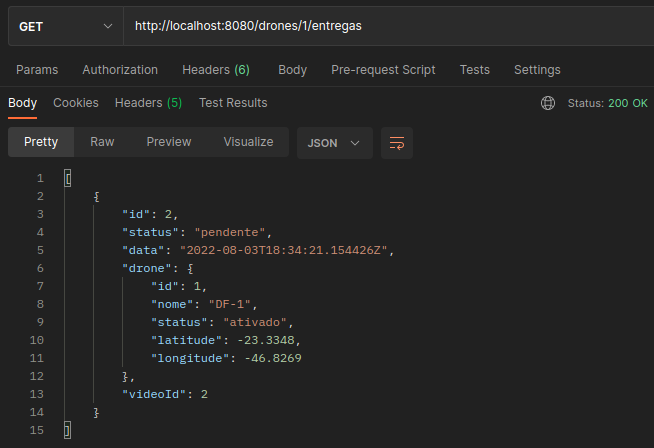 GET http://localhost:8080/drones/1/entregas
Params Authorization Headers (6) Body Pre-request Script Tests Settings
Body Cookies Headers (5) Test Results Status: 200 OK
Pretty Raw Preview Visualize JSON
1 [
2 {
3 "id": 2,
4 "status": "pendente",
5 "data": "2022-08-03T18:34:21.154426Z",
6 "drone": {
7 "id": 1,
8 "nome": "DF-1",
9 "status": "ativado",
10 "latitude": -23.3348,
11 "longitude": -46.8269
12 },
13 "videoId": 2
14 }
15 ]